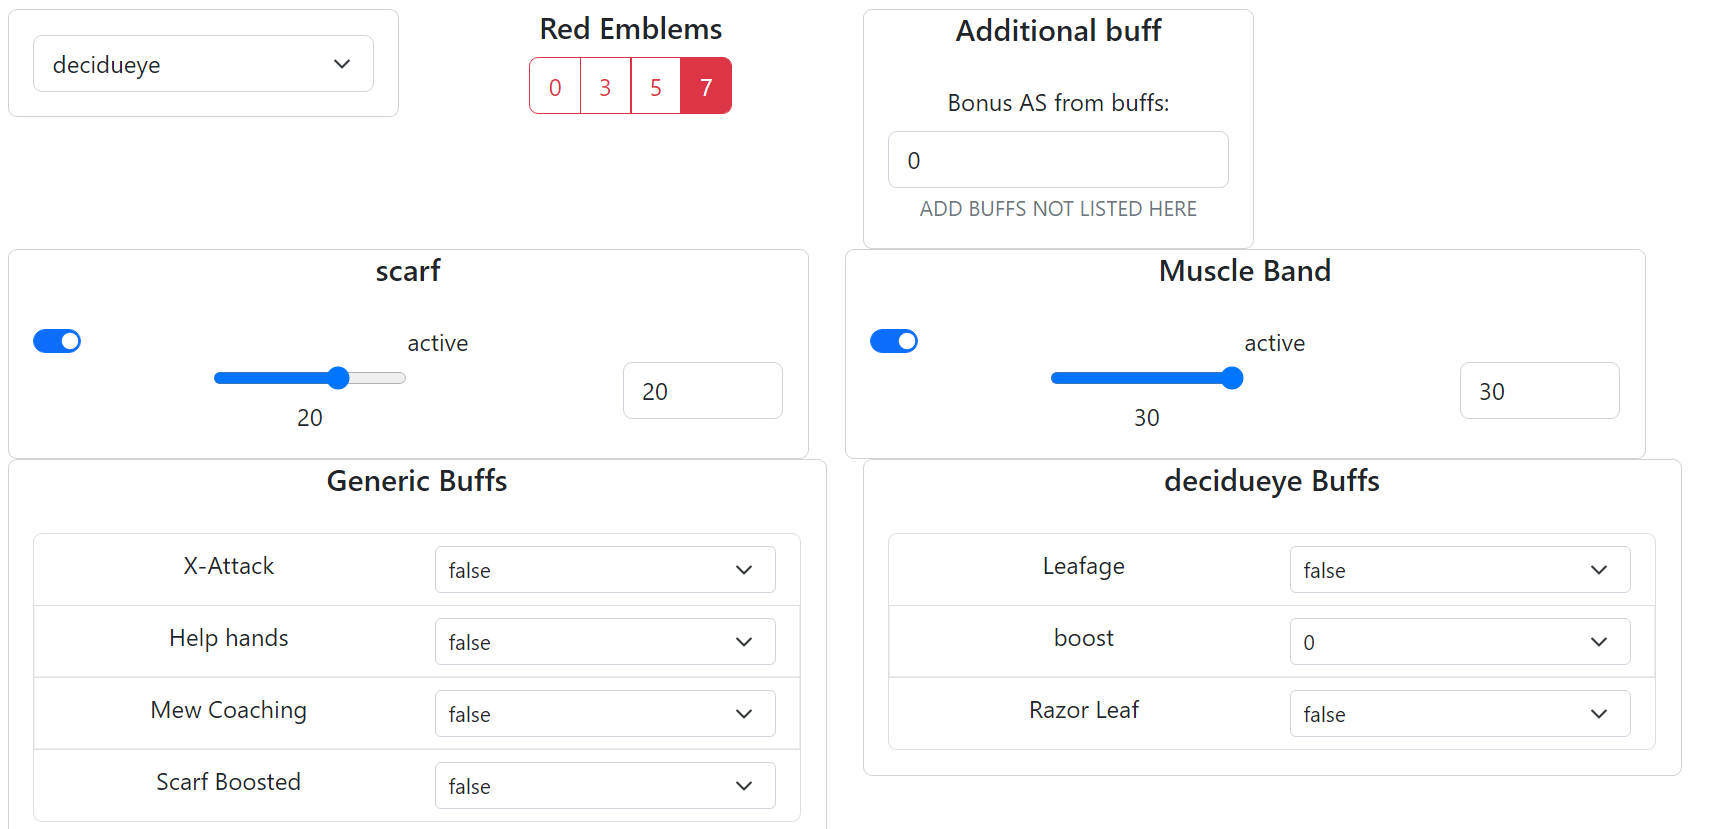 decidueye
Red Emblems
0 3 5 7
Additional buff
Bonus AS from buffs:
0
ADD BUFFS NOT LISTED HERE
scarf
active
20
20
Muscle Band
active
30
30
Generic Buffs
X-Attack false
Help hands false
Mew Coaching false
Scarf Boosted false
decidueye Buffs
Leafage false
boost 0
Razor Leaf false